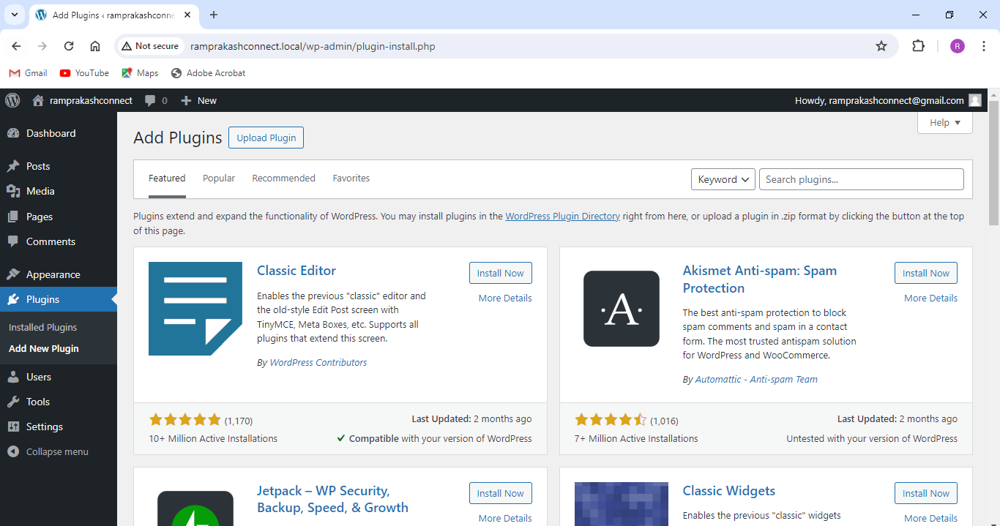 Add Plugins ‹ ramprakashconne
Not secure
ramprakashconnect.local/wp-admin/plugin-install.php
R
Gmail
YouTube
Maps
Adobe Acrobat
ramprakashconnect
0
New
Howdy, ramprakashconnect@gmail.com
Dashboard
Posts
Media
Pages
Comments
Appearance
Plugins
Installed Plugins
Add New Plugin
Users
Tools
Settings
Collapse menu
Help
Add Plugins
Upload Plugin
Featured
Popular
Recommended
Favorites
Keyword
Search plugins...
Plugins extend and expand the functionality of WordPress. You may install plugins in the WordPress Plugin Directory right from here, or upload a plugin in .zip format by clicking the button at the top
of this page.
Classic Editor
Install Now
More Details
Enables the previous "classic" editor and
the old-style Edit Post screen with
TinyMCE, Meta Boxes, etc. Supports all
plugins that extend this screen.
By WordPress Contributors
(1,170)
10+ Million Active Installations
Last Updated: 2 months ago
Compatible with your version of WordPress
·A·
Akismet Anti-spam: Spam
Protection
Install Now
More Details
The best anti-spam protection to block
spam comments and spam in a contact
form. The most trusted antispam solution
for WordPress and WooCommerce.
By Automattic - Anti-spam Team
(1,016)
7+ Million Active Installations
Last Updated: 2 months ago
Untested with your version of WordPress
Jetpack – WP Security,
Backup, Speed, & Growth
Install Now
More Details
Classic Widgets
Install Now
More Details
Enables the previous "classic" widgets